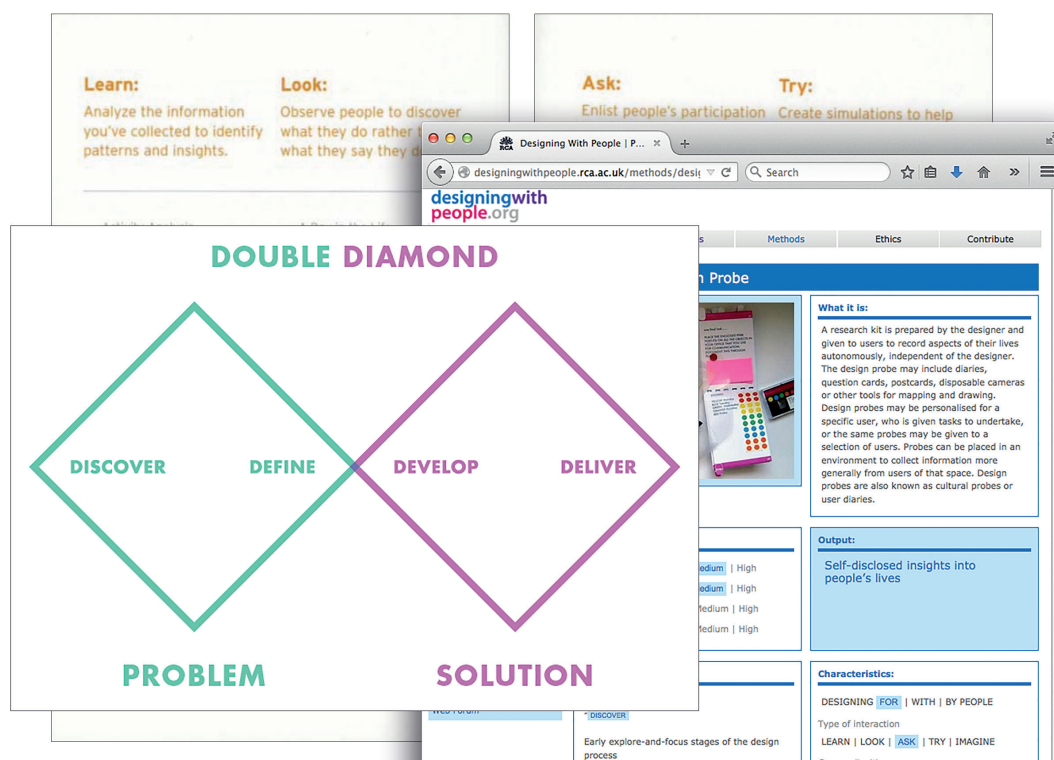 Learn:
Analyze the information
you've collected to identify
patterns and insights.
Look:
Observe people to discover
what they do rather
what they say they do
Ask:
Enlist people's participation
Try:
Create simulations to help
Designing With People | P...
RCA
designingwithpeople.rca.ac.uk/methods/desig
Search
designingwith
people.org
Methods
Ethics
Contribute
Probe
What it is:
A research kit is prepared by the designer and
given to users to record aspects of their lives
autonomously, independent of the designer.
The design probe may include diaries,
question cards, postcards, disposable cameras
or other tools for mapping and drawing.
Design probes may be personalised for a
specific user, who is given tasks to undertake,
or the same probes may be given to a
selection of users. Probes can be placed in an
environment to collect information more
generally from users of that space. Design
probes are also known as cultural probes or
user diaries.
Output:
Self-disclosed insights into
people's lives
| High
| High
Medium | High
Medium | High
Characteristics:
DESIGNING FOR | WITH | BY PEOPLE
Type of interaction
LEARN | LOOK | ASK | TRY | IMAGINE
DISCOVER
Early explore-and-focus stages of the design
process
DOUBLE DIAMOND
DISCOVER
DEFINE
DEVELOP
DELIVER
PROBLEM
SOLUTION